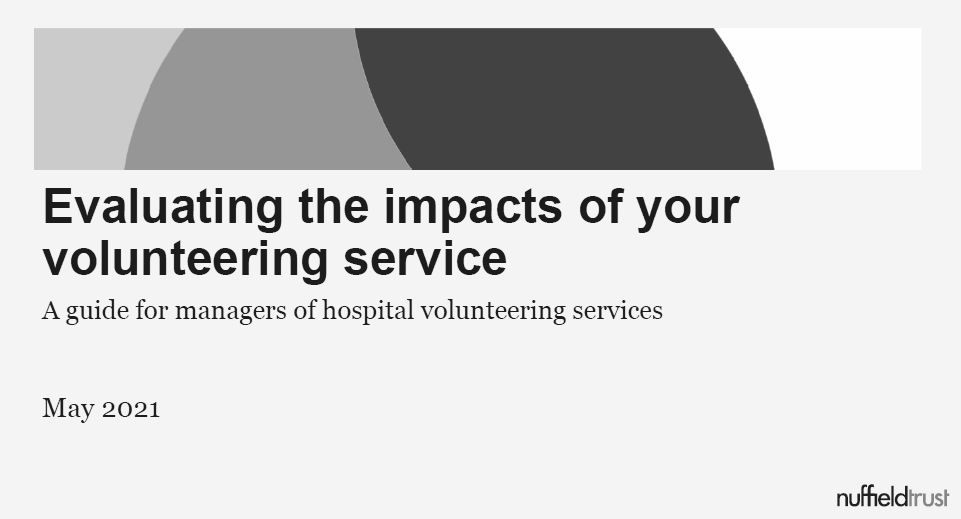 Evaluating the impacts of your
volunteering service
A guide for managers of hospital volunteering services
May 2021
nuffieldtrust